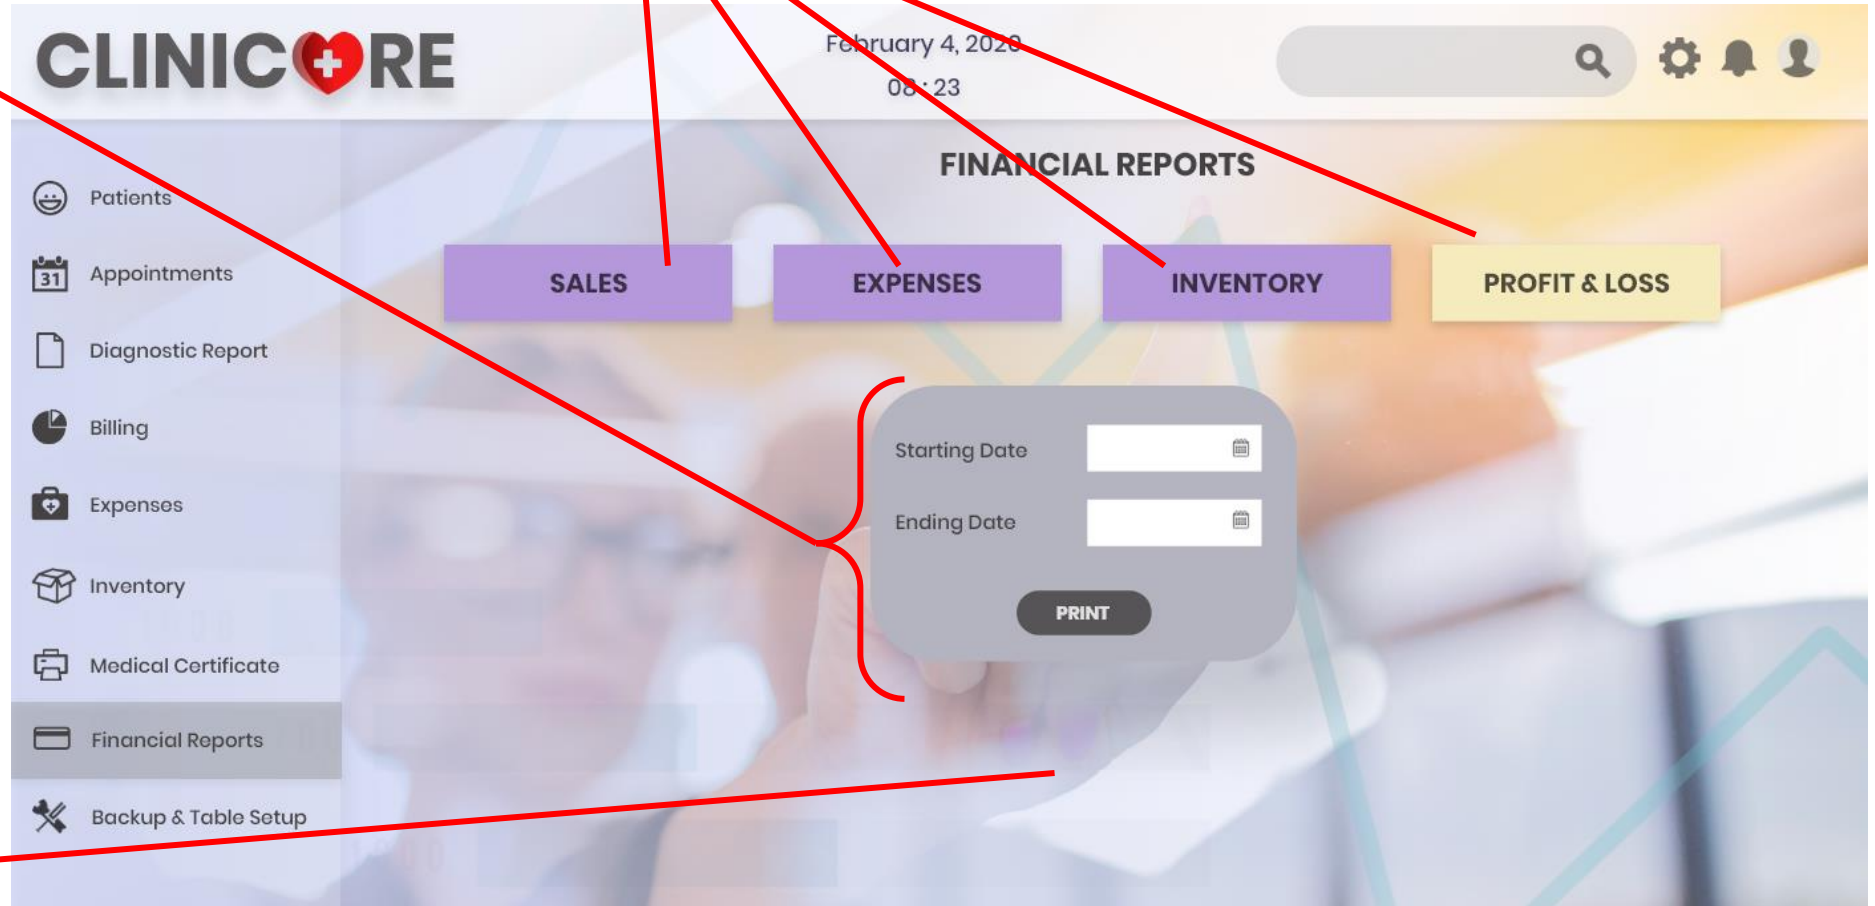 CLINICORE
February 4, 2020
08:23
Patients
31
Appointments
Diagnostic Report
Billing
Expenses
Inventory
Medical Certificate
Financial Reports
Backup & Table Setup
FINANCIAL REPORTS
SALES
EXPENSES
INVENTORY
PROFIT & LOSS
Starting Date
Ending Date
PRINT